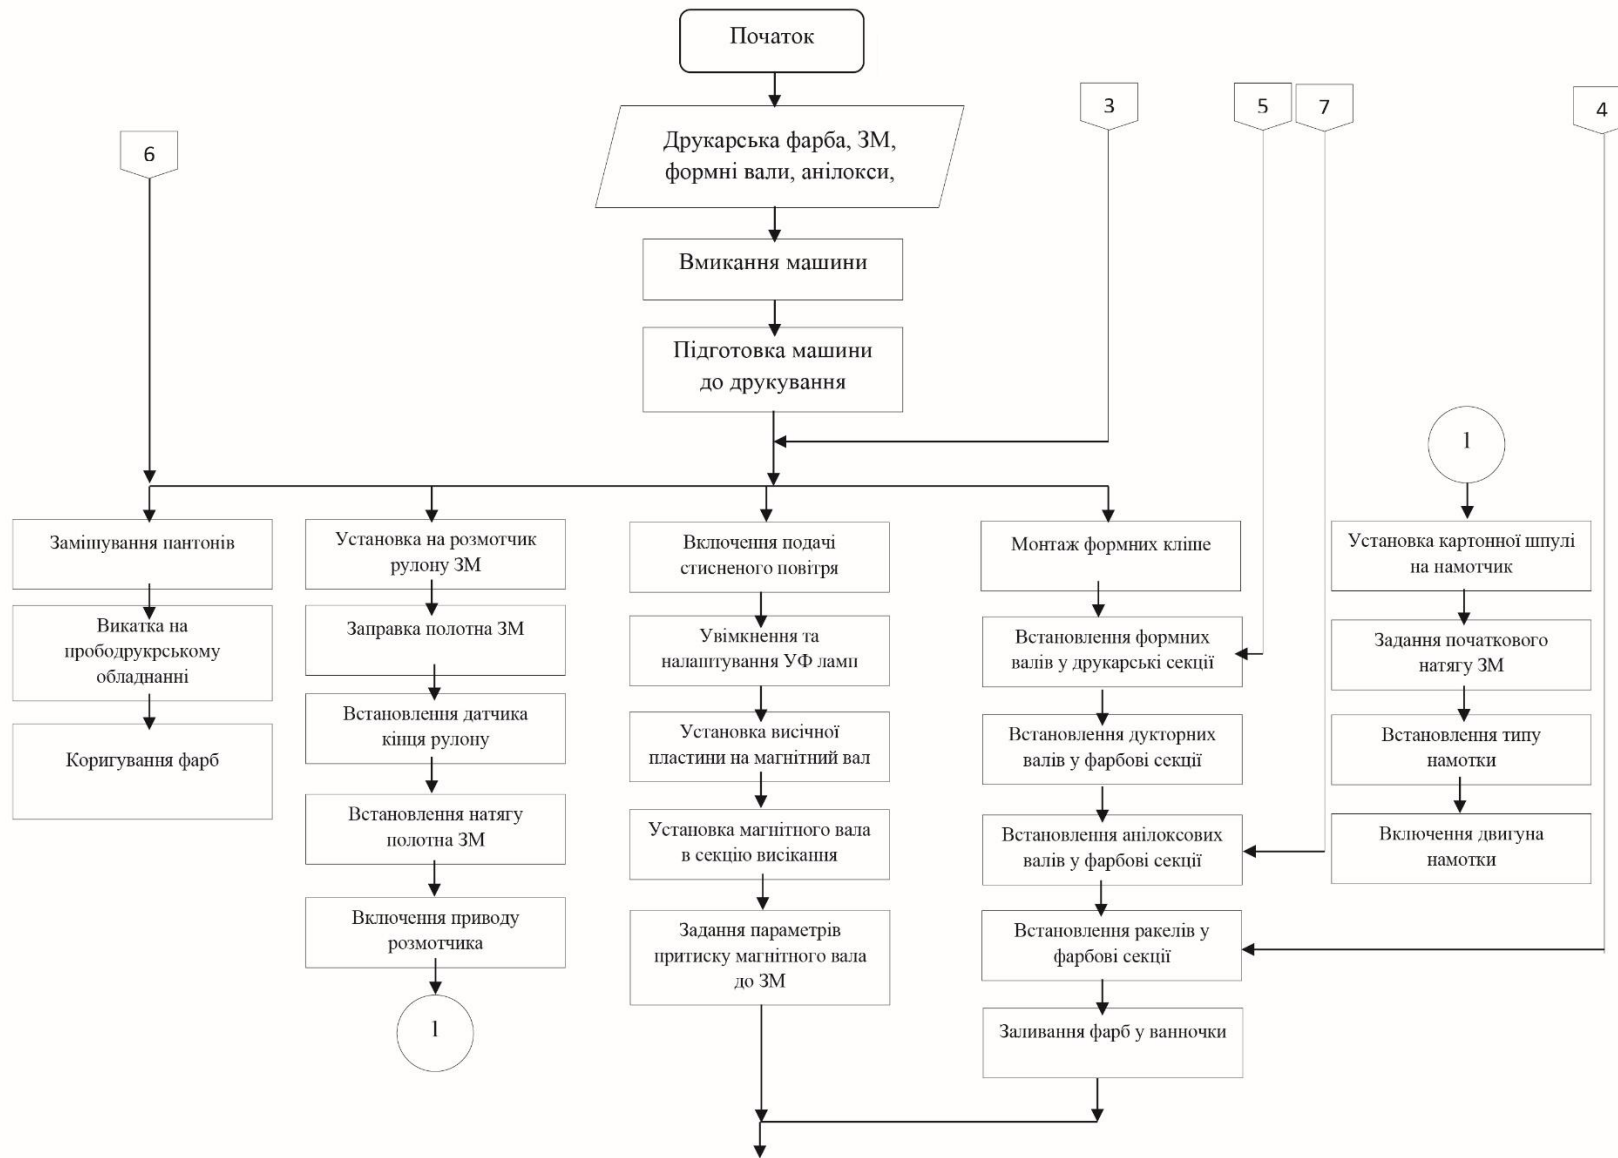 Початок
Друкарська фарба, ЗМ,
формні вали, анілокси,
Вмикання машини
Підготовка машини
до друкування
6
3
5
7
4
1
Замішування пантонів
Викатка на
прободрукрському
обладнанні
Коригування фарб
Установка на розмотчик
рулону ЗМ
Заправка полотна ЗМ
Встановлення датчика
кінця рулону
Встановлення натягу
полотна ЗМ
Включення приводу
розмотчика
1
Включення подачі
стисненого повітря
Увімкнення та
налаштування УФ ламп
Установка висічної
пластини на магнітний вал
Установка магнітного вала
в секцію висікання
Задання параметрів
притиску магнітного вала
до ЗМ
Монтаж формних кліше
Встановлення формних
валів у друкарські секції
Встановлення дукторних
валів у фарбові секції
Встановлення анілоксових
валів у фарбові секції
Встановлення ракелів у
фарбові секції
Заливання фарб у ванночки
Установка картонної шпулі
на намотчик
Задання початкового
натягу ЗМ
Встановлення типу
намотки
Включення двигуна
намотки